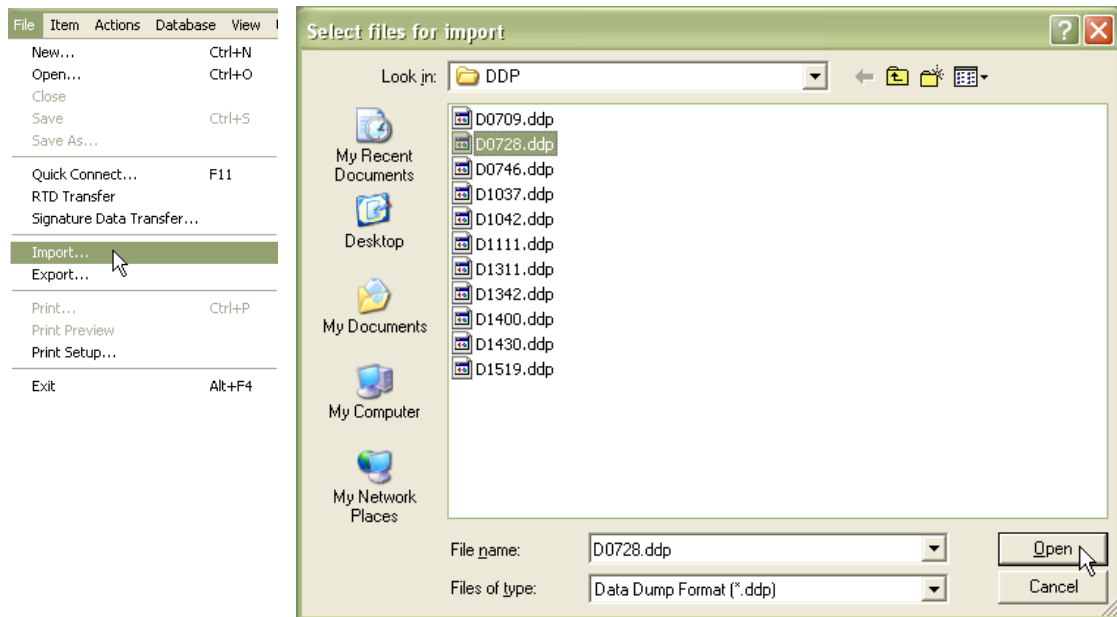 File Item Actions Database View
New... Ctrl+N
Open... Ctrl+O
Close
Save Ctrl+S
Save As...
Quick Connect... F11
RTD Transfer
Signature Data Transfer...
Import...
Export...
Print... Ctrl+P
Print Preview
Print Setup...
Exit Alt+F4
Select files for import
Look in: DDP
My Recent
Documents
Desktop
My Documents
My Computer
My Network
Places
D0709.ddp
D0728.ddp
D0746.ddp
D1037.ddp
D1042.ddp
D1111.ddp
D1311.ddp
D1342.ddp
D1400.ddp
D1430.ddp
D1519.ddp
File name: D0728.ddp Open
Files of type: Data Dump Format (*.ddp) Cancel